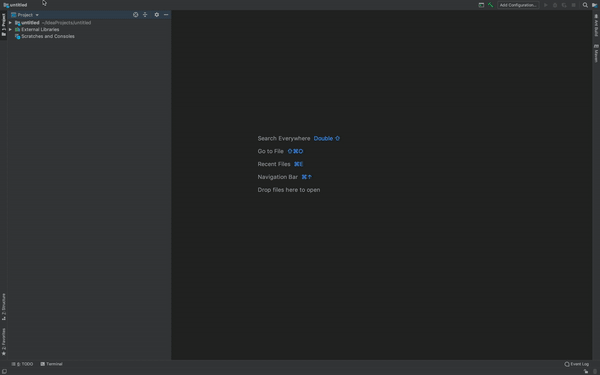 untitled
Add Configuration...
1: Project
Project
untitled ~/IdeaProjects/untitled
External Libraries
Scratches and Consoles
Ant Build
Maven
Search Everywhere Double ⇧
Go to File ⇧⌘O
Recent Files ⌘E
Navigation Bar ⌘↑
Drop files here to open
Z: Structure
2: Favorites
6: TODO
Terminal
Event Log